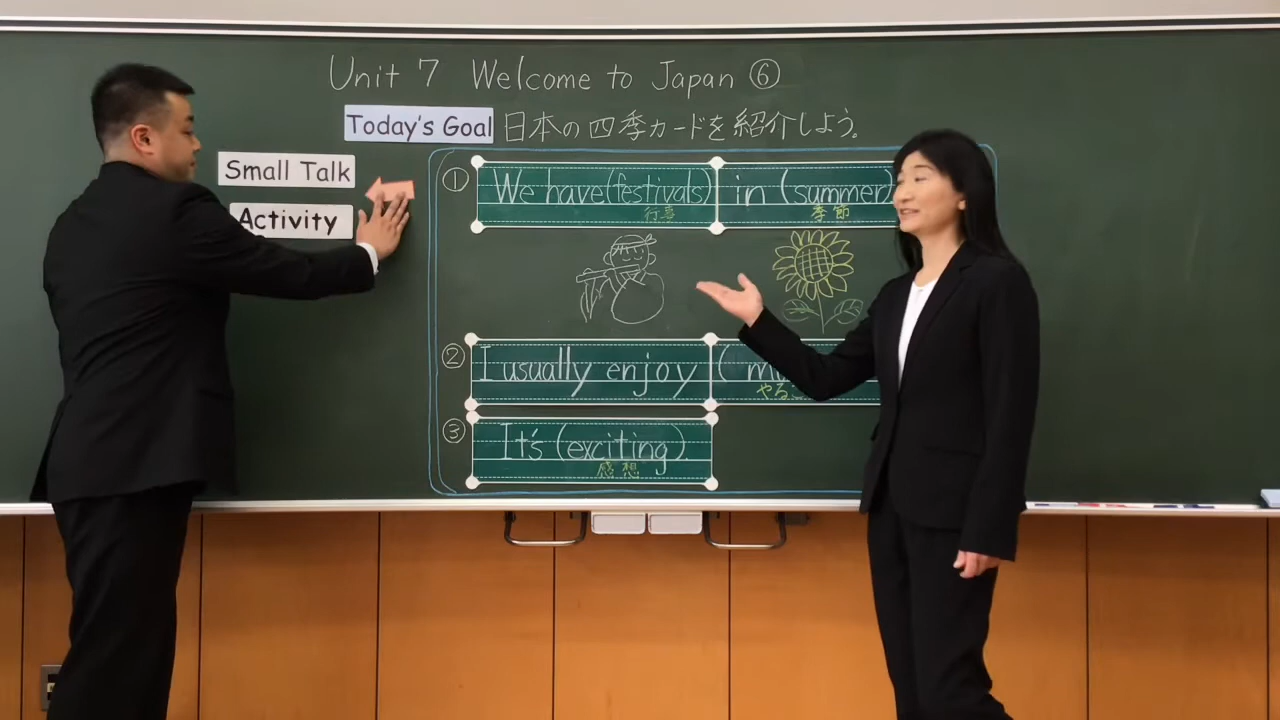 Unit 7 Welcome to Japan ⑥
Today's Goal 日本の四季カードを紹介しよう。
Small Talk
Activity
① We have (festivals) in (summer)
行事 季節
② I usually enjoy (
やる
③ It's (exciting).
感想